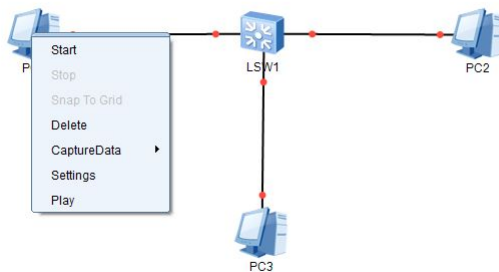 LSW1
PC2
Start
Stop
Snap To Grid
Delete
CaptureData
Settings
Play
PC3